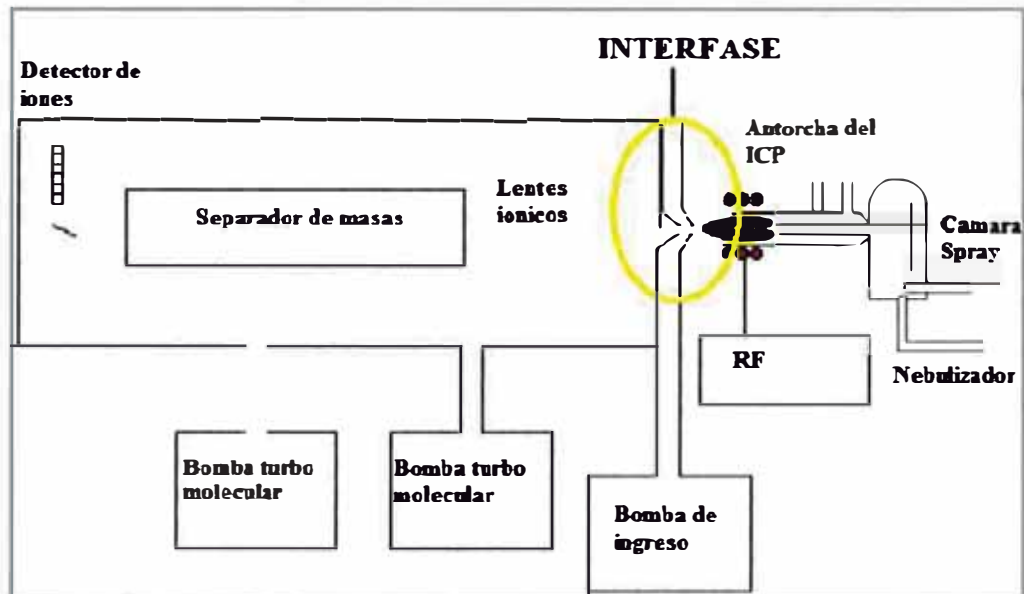 INTERFASE
Detector de
iones
Antorcha del
ICP
Lentes
ionicos
Separador de masas
Camara
Spray
RF
Nebulizador
Bomba turbo
molecular
Bomba turbo
molecular
Bomba de
ingreso